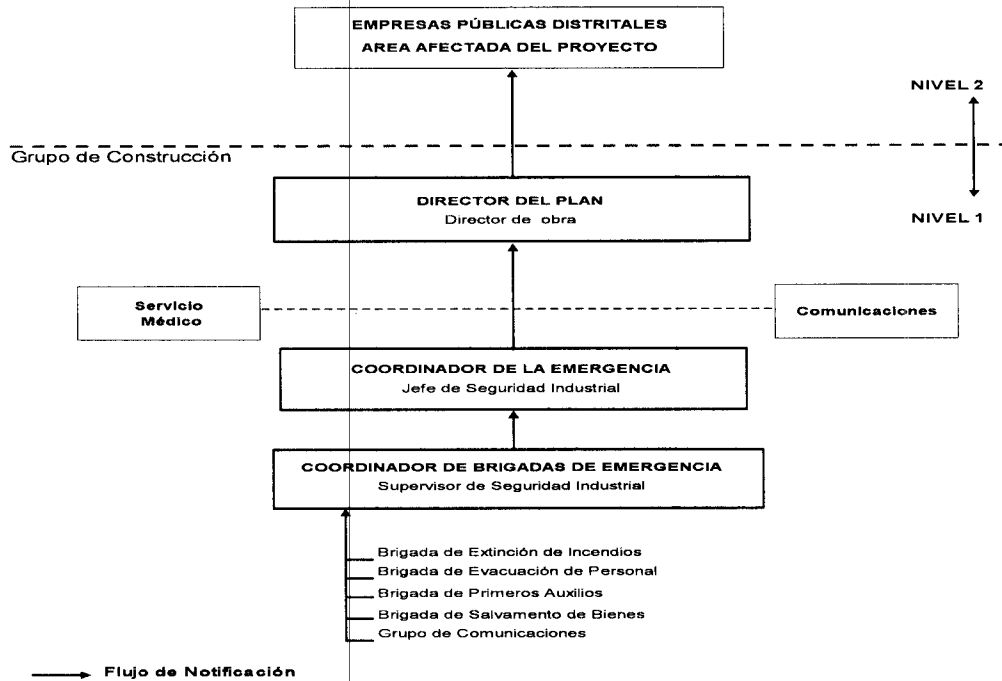 EMPRESAS PÚBLICAS DISTRITALES
AREA AFECTADA DEL PROYECTO
NIVEL 2
Grupo de Construcción
DIRECTOR DEL PLAN
Director de obra
NIVEL 1
Servicio
Médico
Comunicaciones
COORDINADOR DE LA EMERGENCIA
Jefe de Seguridad Industrial
COORDINADOR DE BRIGADAS DE EMERGENCIA
Supervisor de Seguridad Industrial
Brigada de Extinción de Incendios
Brigada de Evacuación de Personal
Brigada de Primeros Auxilios
Brigada de Salvamento de Bienes
Grupo de Comunicaciones
Flujo de Notificación